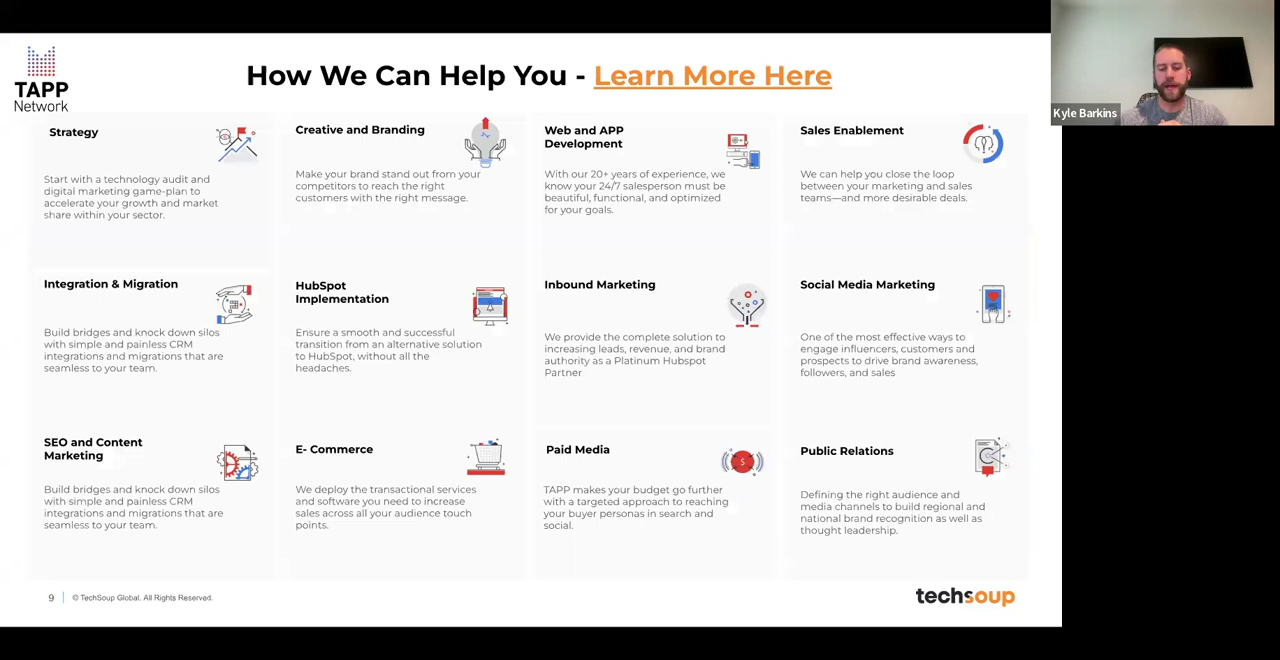 TAPP
Network
How We Can Help You - Learn More Here
Strategy
Start with a technology audit and
digital marketing game-plan to
accelerate your growth and market
share within your sector.
Creative and Branding
Make your brand stand out from your
competitors to reach the right
customers with the right message.
Web and APP
Development
With our 20+ years of experience, we
know your 24/7 salesperson must be
beautiful, functional, and optimized
for your goals.
Sales Enablement
We can help you close the loop
between your marketing and sales
teams—and more desirable deals.
Integration & Migration
Build bridges and knock down silos
with simple and painless CRM
integrations and migrations that are
seamless to your team.
HubSpot
Implementation
Ensure a smooth and successful
transition from an alternative solution
to HubSpot, without all the
headaches.
Inbound Marketing
We provide the complete solution to
increasing leads, revenue, and brand
authority as a Platinum Hubspot
Partner
Social Media Marketing
One of the most effective ways to
engage influencers, customers and
prospects to drive brand awareness,
followers, and sales
SEO and Content
Marketing
Build bridges and knock down silos
with simple and painless CRM
integrations and migrations that are
seamless to your team.
E- Commerce
We deploy the transactional services
and software you need to increase
sales across all your audience touch
points.
Paid Media
TAPP makes your budget go further
with a targeted approach to reaching
your buyer personas in search and
social.
Public Relations
Defining the right audience and
media channels to build regional and
national brand recognition as well as
thought leadership.
9
© TechSoup Global. All Rights Reserved.
techsoup
Kyle Barkins